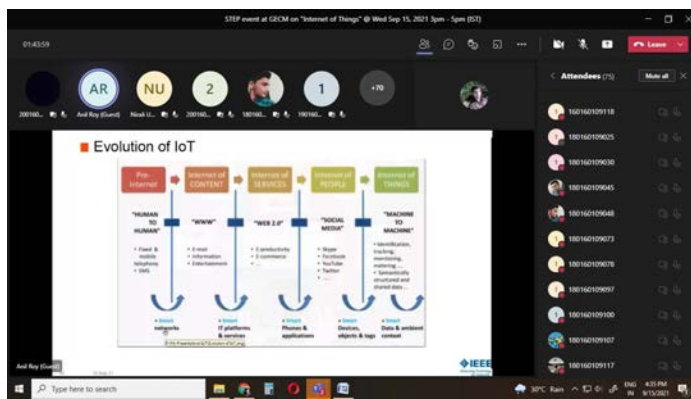 STEP event at GECM on "Internet of Things" @ Wed Sep 15, 2021 3pm - 5pm (IST)
01:43:59
Leave
AR
NU
2
1
+70
200160...
Anil Roy (Guest)
Nirali U...
200160...
180160...
190160...
Attendees (75)
Mute all
160160109118
180160109025
180160109030
180160109045
180160109048
180160109073
180160109078
180160109097
180160109100
180160109107
180160109117
Evolution of IoT
Pre-Internet
Internet of CONTENT
Internet of SERVICES
Internet of PEOPLE
Internet of THINGS
"HUMAN TO HUMAN"
"WWW"
"WEB 2.0"
"SOCIAL MEDIA"
"MACHINE TO MACHINE"
• Fixed & mobile telephony
• SMS
• E-mail
• Information
• Entertainment
• E-productivity
• E-commerce
• ...
• Skype
• Facebook
• YouTube
• Twitter
• ...
• Identification, tracking, monitoring, metering ...
• Semantically structured and shared data ...
+ Smart networks
+ Smart IT platforms & services
+ Smart Phones & applications
+ Smart Devices, objects & tags
+ Smart Data & ambient context
IEEE
Anil Roy (Guest)
Type here to search
30°C Rain
ENG
IN
4:35 PM
9/15/2021